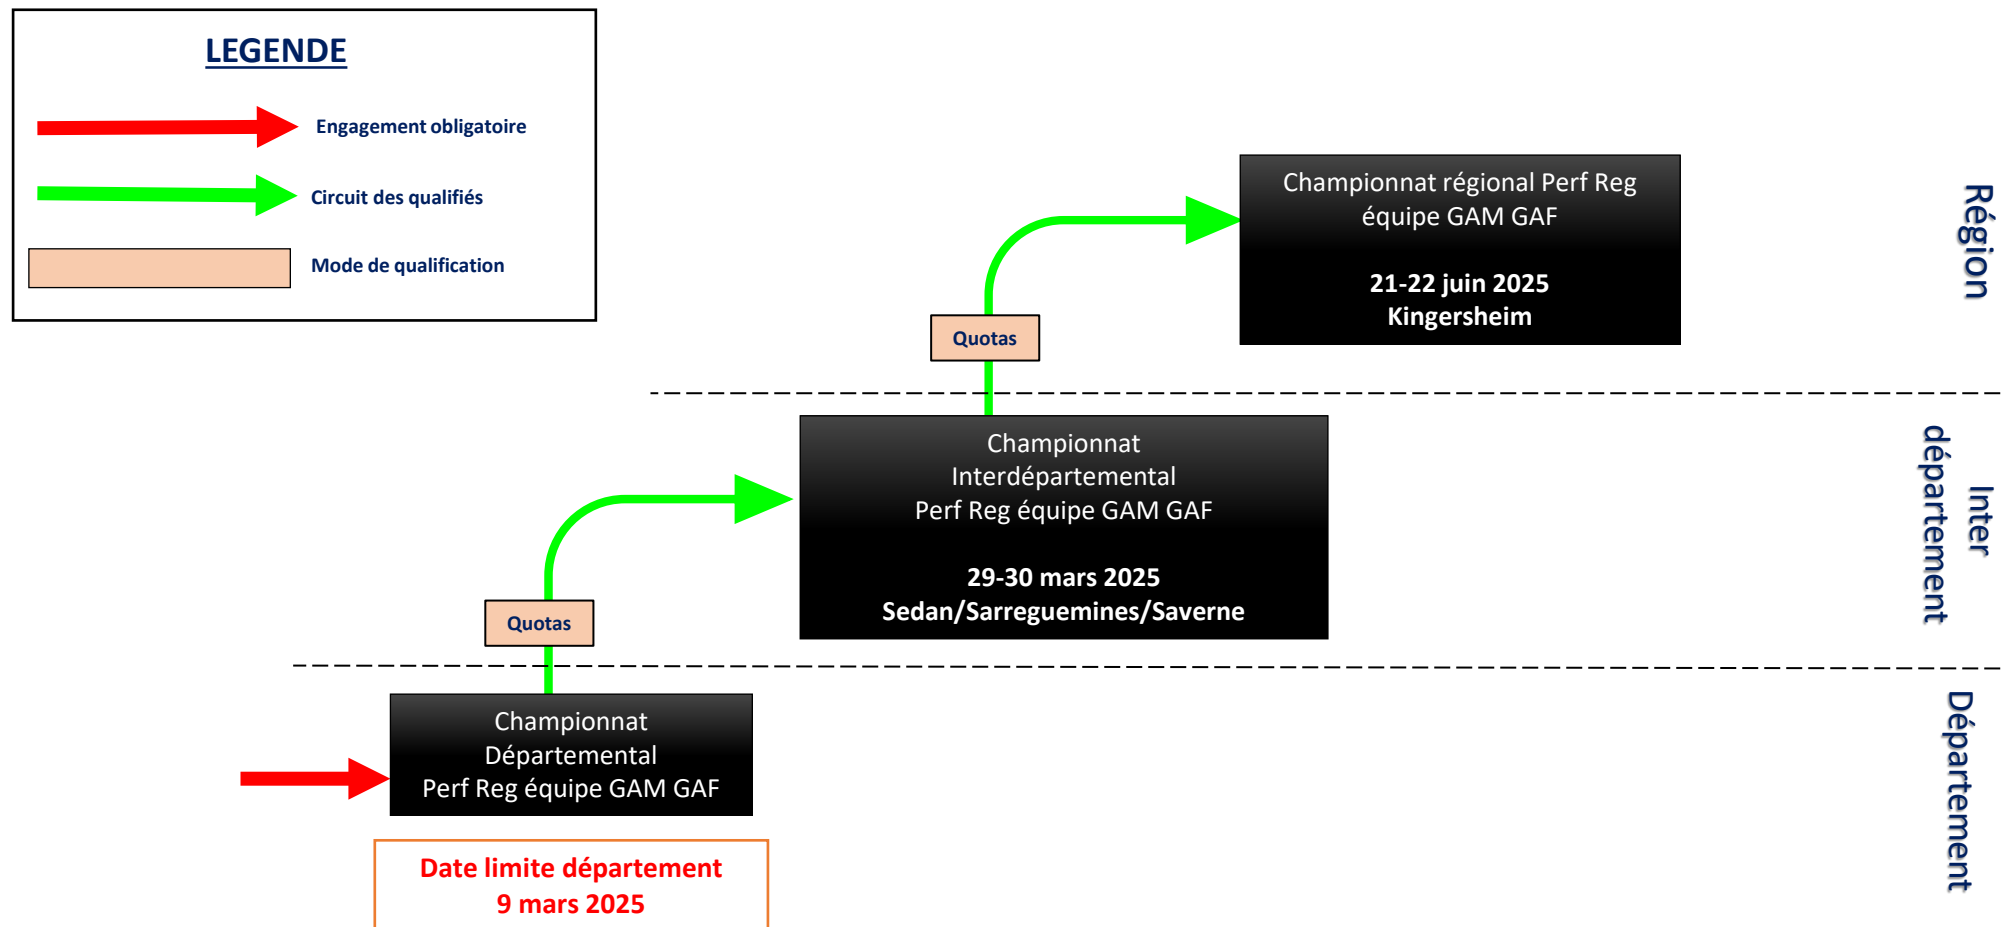 LEGENDE
Engagement obligatoire
Circuit des qualifiés
Mode de qualification
Championnat régional Perf Reg
équipe GAM GAF
21-22 juin 2025
Kingersheim
Région
Quotas
Championnat
Interdépartemental
Perf Reg équipe GAM GAF
29-30 mars 2025
Sedan/Sarreguemines/Saverne
Inter
département
Quotas
Championnat
Départemental
Perf Reg équipe GAM GAF
Département
Date limite département
9 mars 2025